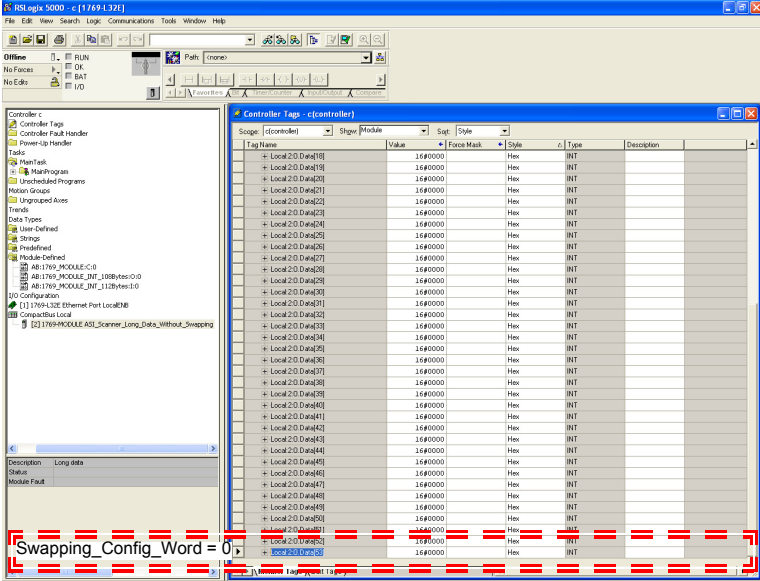 RSLogix 5000 - c [1769-L32E]
File Edit View Search Logic Communications Tools Window Help
Offline
RUN
No Forces
OK
BAT
No Edits
I/O
Path: <none>
Favorites
Bit
Timer/Counter
Input/Output
Compare
Controller c
Controller Tags
Controller Fault Handler
Power-Up Handler
Tasks
MainTask
MainProgram
Unscheduled Programs
Motion Groups
Ungrouped Axes
Trends
Data Types
User-Defined
Strings
Predefined
Module-Defined
AB:1769_MODULE:C:0
AB:1769_MODULE_INT_108Bytes:O:0
AB:1769_MODULE_INT_112Bytes:I:0
I/O Configuration
[1] 1769-L32E Ethernet Port LocalENB
CompactBus Local
[2] 1769-MODULE ASI_Scanner_Long_Data_Without_Swapping
Description Long data
Status
Module Fault
Controller Tags - c(controller)
Scope: c(controller) Show: Module Sort: Style
Tag Name Value Force Mask Style Type Description
Local:2:O.Data[18] 16#0000 Hex INT
Local:2:O.Data[19] 16#0000 Hex INT
Local:2:O.Data[20] 16#0000 Hex INT
Local:2:O.Data[21] 16#0000 Hex INT
Local:2:O.Data[22] 16#0000 Hex INT
Local:2:O.Data[23] 16#0000 Hex INT
Local:2:O.Data[24] 16#0000 Hex INT
Local:2:O.Data[25] 16#0000 Hex INT
Local:2:O.Data[26] 16#0000 Hex INT
Local:2:O.Data[27] 16#0000 Hex INT
Local:2:O.Data[28] 16#0000 Hex INT
Local:2:O.Data[29] 16#0000 Hex INT
Local:2:O.Data[30] 16#0000 Hex INT
Local:2:O.Data[31] 16#0000 Hex INT
Local:2:O.Data[32] 16#0000 Hex INT
Local:2:O.Data[33] 16#0000 Hex INT
Local:2:O.Data[34] 16#0000 Hex INT
Local:2:O.Data[35] 16#0000 Hex INT
Local:2:O.Data[36] 16#0000 Hex INT
Local:2:O.Data[37] 16#0000 Hex INT
Local:2:O.Data[38] 16#0000 Hex INT
Local:2:O.Data[39] 16#0000 Hex INT
Local:2:O.Data[40] 16#0000 Hex INT
Local:2:O.Data[41] 16#0000 Hex INT
Local:2:O.Data[42] 16#0000 Hex INT
Local:2:O.Data[43] 16#0000 Hex INT
Local:2:O.Data[44] 16#0000 Hex INT
Local:2:O.Data[45] 16#0000 Hex INT
Local:2:O.Data[46] 16#0000 Hex INT
Local:2:O.Data[47] 16#0000 Hex INT
Local:2:O.Data[48] 16#0000 Hex INT
Local:2:O.Data[49] 16#0000 Hex INT
Local:2:O.Data[50] 16#0000 Hex INT
Local:2:O.Data[51] 16#0000 Hex INT
Local:2:O.Data[52] 16#0000 Hex INT
Local:2:O.Data[53] 16#0000 Hex INT
Swapping_Config_Word = 0